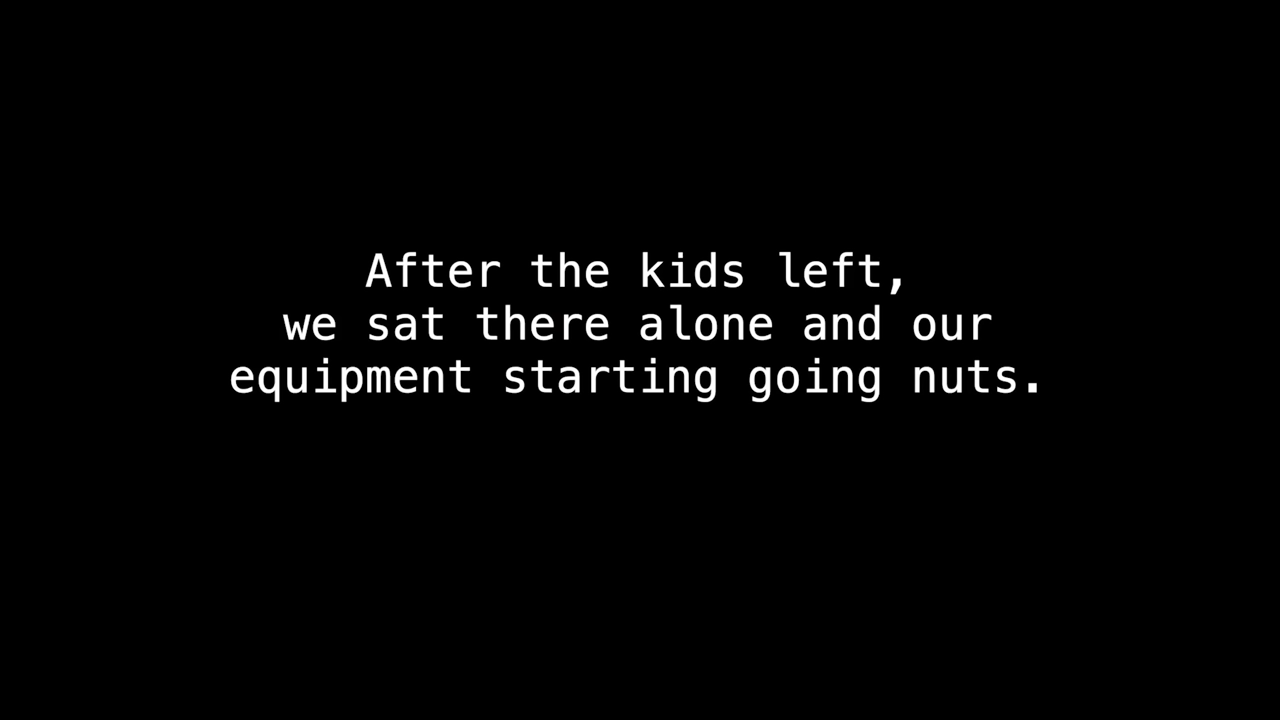 After the kids left,
we sat there alone and our
equipment starting going nuts.